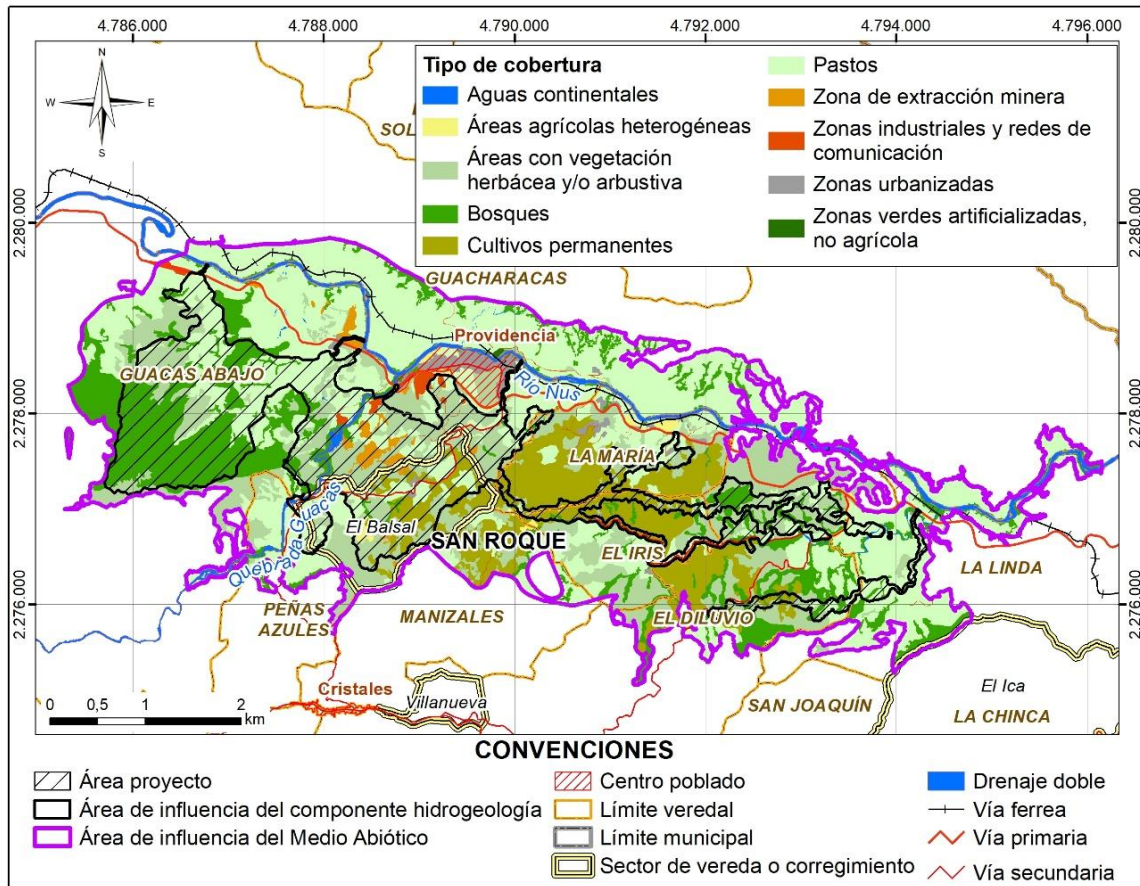 4.786.000
4.788.000
4.790.000
4.792.000
4.794.000
4.796.000
N
W
E
S
Tipo de cobertura
Aguas continentales
Áreas agrícolas heterogéneas
Áreas con vegetación
herbácea y/o arbustiva
Bosques
Cultivos permanentes
Pastos
Zona de extracción minera
Zonas industriales y redes de
comunicación
Zonas urbanizadas
Zonas verdes artificializadas,
no agrícola
SOL
2.280.000
2.280.000
GUACHARACAS
Providencia
GUACAS ABAJO
Río Nus
2.278.000
2.278.000
LA MARÍA
Quebrada Guacas
El Balsal
SAN ROQUE
EL IRIS
LA LINDA
2.276.000
2.276.000
PEÑAS
AZULES
MANIZALES
EL DILUVIO
Cristales
Villanueva
SAN JOAQUÍN
El Ica
LA CHINCA
0 0,5 1 2
km
CONVENCIONES
Área proyecto
Área de influencia del componente hidrogeología
Área de influencia del Medio Abiótico
Centro poblado
Límite veredal
Límite municipal
Sector de vereda o corregimiento
Drenaje doble
Vía ferrea
Vía primaria
Vía secundaria